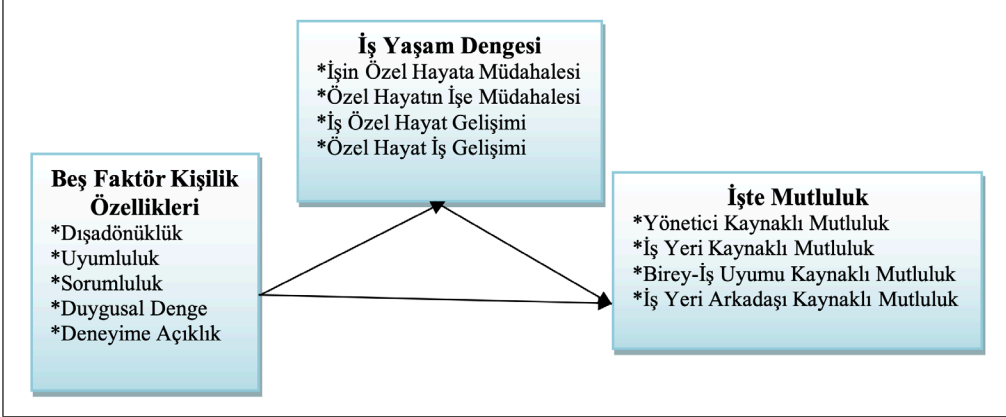 İş Yaşam Dengesi
*İşin Özel Hayata Müdahalesi
*Özel Hayatın İşe Müdahalesi
*İş Özel Hayat Gelişimi
*Özel Hayat İş Gelişimi
Beş Faktör Kişilik
Özellikleri
*Dışadönüklük
*Uyumluluk
*Sorumluluk
*Duygusal Denge
*Deneyime Açıklık
İşte Mutluluk
*Yönetici Kaynaklı Mutluluk
*İş Yeri Kaynaklı Mutluluk
*Birey-İş Uyumu Kaynaklı Mutluluk
*İş Yeri Arkadaşı Kaynaklı Mutluluk